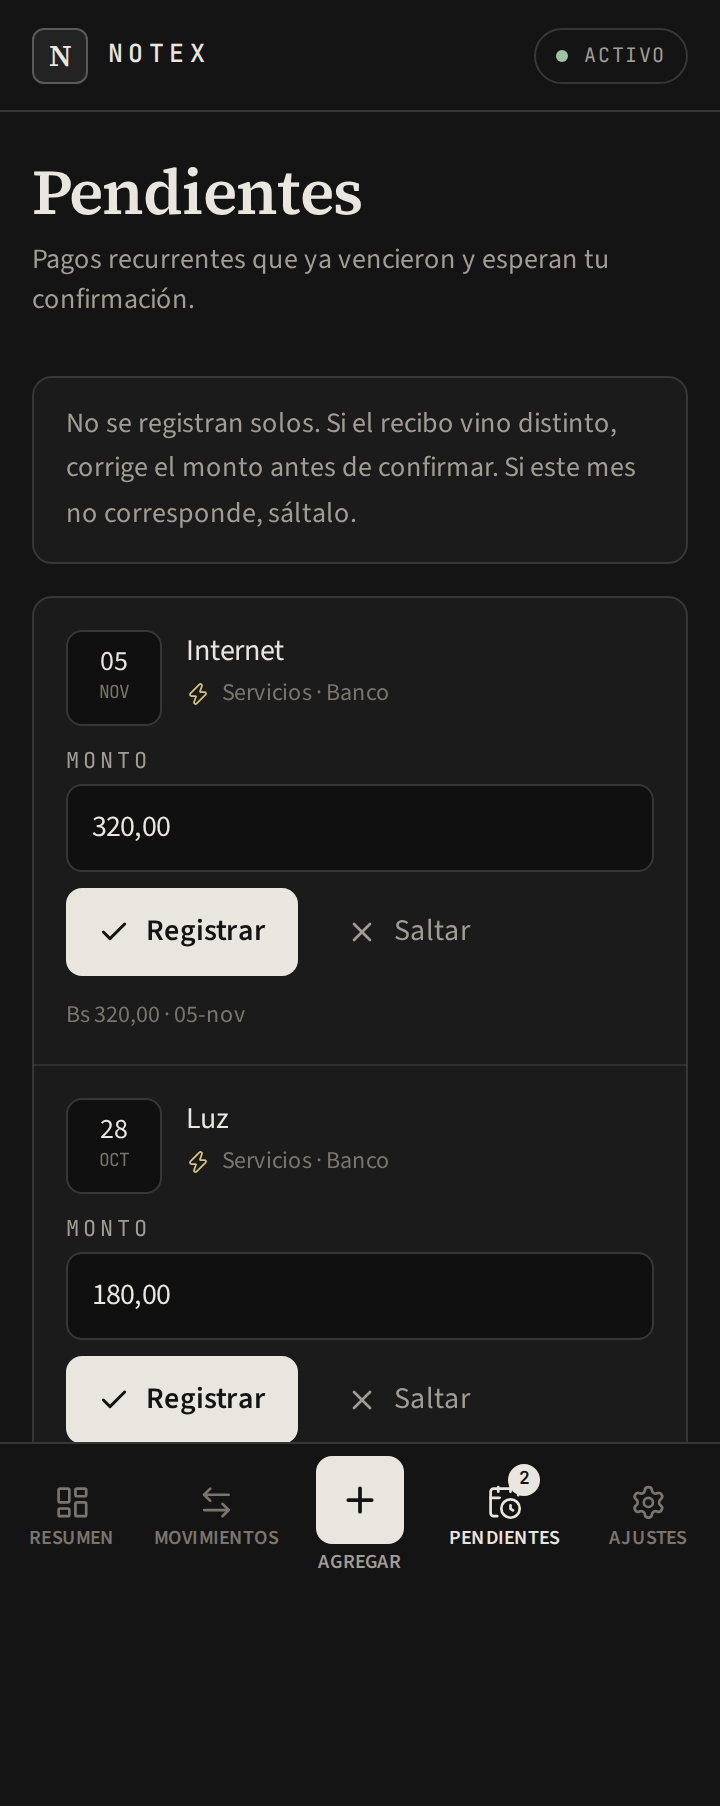 N NOTEX
ACTIVO
Pendientes
Pagos recurrentes que ya vencieron y esperan tu
confirmación.
No se registran solos. Si el recibo vino distinto,
corrige el monto antes de confirmar. Si este mes
no corresponde, sáltalo.
05
NOV
Internet
Servicios · Banco
MONTO
320,00
Registrar
Saltar
Bs 320,00 · 05-nov
28
OCT
Luz
Servicios · Banco
MONTO
180,00
Registrar
Saltar
RESUMEN
MOVIMIENTOS
AGREGAR
2
PENDIENTES
AJUSTES